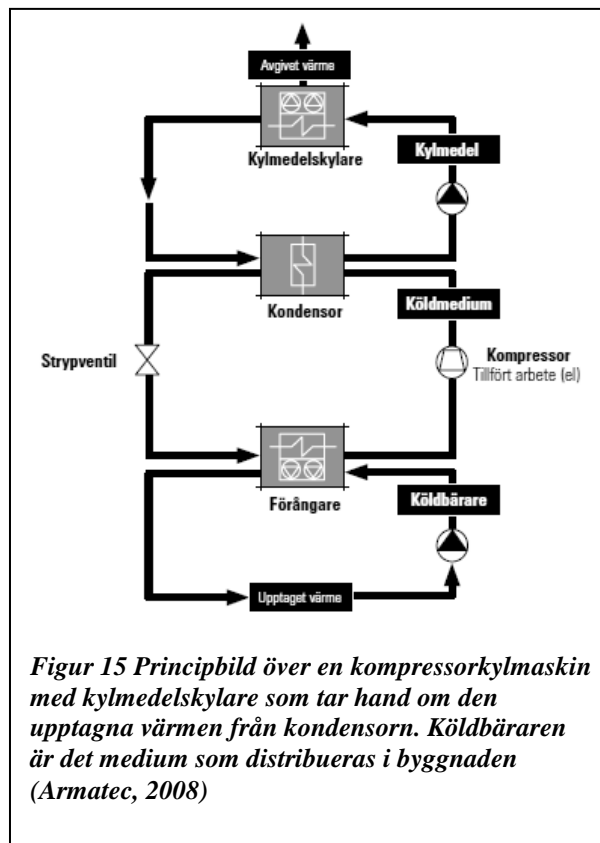 Avgivet värme
Kylmedelskylare
Kylmedel
Kondensor
Köldmedium
Strypventil
Kompressor
Tillfört arbete (el)
Förångare
Köldbärare
Upptaget värme
Figur 15 Principbild över en kompressorkylmaskin
med kylmedelskylare som tar hand om den
upptagna värmen från kondensorn. Köldbäraren
är det medium som distribueras i byggnaden
(Armatec, 2008)